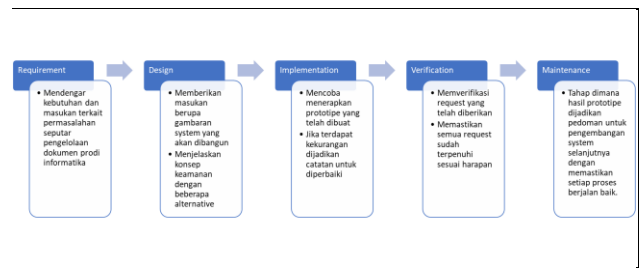 Requirement
• Mendengar
kebutuhan dan
masukan terkait
permasalahan
seputar
pengelolaan
dokumen prodi
informatika
Design
• Memberikan
masukan
berupa
gambaran
system yang
akan dibangun
• Menjelaskan
konsep
keamanan
dengan
beberapa
alternative
Implementation
• Mencoba
menerapkan
prototipe yang
telah dibuat
• Jika terdapat
kekurangan
dijadikan
catatan untuk
diperbaiki
Verification
• Memverifikasi
request yang
telah diberikan
• Memastikan
semua request
sudah
terpenuhi
sesuai harapan
Maintenance
• Tahap dimana
hasil prototipe
dijadikan
pedoman untuk
pengembangan
system
selanjutnya
dengan
memastikan
setiap proses
berjalan baik.